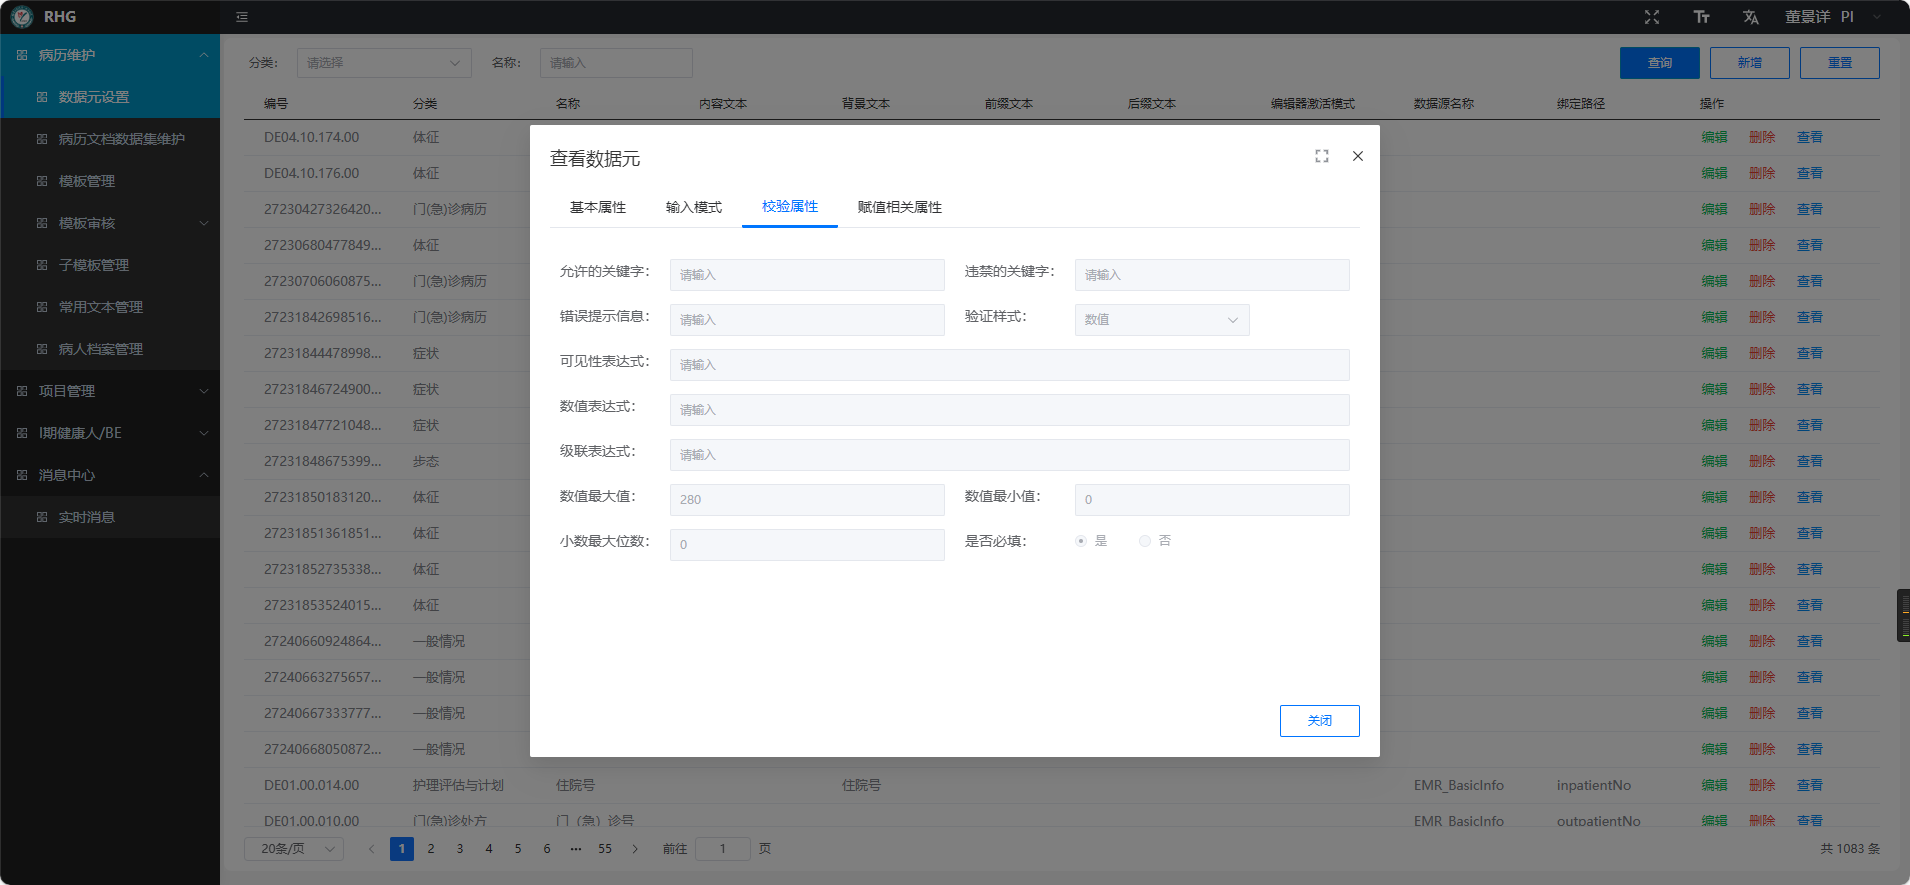 RHG
董景详 PI
病历维护
数据元设置
病历文档数据集维护
模板管理
模板审核
子模板管理
常用文本管理
病人档案管理
项目管理
I期健康人/BE
消息中心
实时消息
分类： 请选择 名称： 请输入 查询 新增 重置
编号 分类 名称 内容文本 背景文本 前缀文本 后缀文本 编辑器激活模式 数据源名称 绑定路径 操作
DE04.10.174.00 体征 编辑 删除 查看
DE04.10.176.00 体征 编辑 删除 查看
27230427326420... 门(急)诊病历 编辑 删除 查看
27230680477849... 体征 编辑 删除 查看
27230706060875... 门(急)诊病历 编辑 删除 查看
27231842698516... 门(急)诊病历 编辑 删除 查看
27231844478998... 症状 编辑 删除 查看
27231846724900... 症状 编辑 删除 查看
27231847721048... 症状 编辑 删除 查看
27231848675399... 步态 编辑 删除 查看
27231850183120... 体征 编辑 删除 查看
27231851361851... 体征 编辑 删除 查看
27231852735338... 体征 编辑 删除 查看
27231853524015... 体征 编辑 删除 查看
27240660924864... 一般情况 编辑 删除 查看
27240663275657... 一般情况 编辑 删除 查看
27240667333777... 一般情况 编辑 删除 查看
27240668050872... 一般情况 编辑 删除 查看
DE01.00.014.00 护理评估与计划 住院号 住院号 EMR_BasicInfo inpatientNo 编辑 删除 查看
DE01.00.010.00 门(急)诊处方 门（急）诊号 EMR_BasicInfo outpatientNo 编辑 删除 查看
20条/页 1 2 3 4 5 6 ••• 55 前往 1 页 共 1083 条
查看数据元
基本属性 输入模式 校验属性 赋值相关属性
允许的关键字： 请输入 违禁的关键字： 请输入
错误提示信息： 请输入 验证样式： 数值
可见性表达式： 请输入
数值表达式： 请输入
级联表达式： 请输入
数值最大值： 280 数值最小值： 0
小数最大位数： 0 是否必填： 是 否
关闭